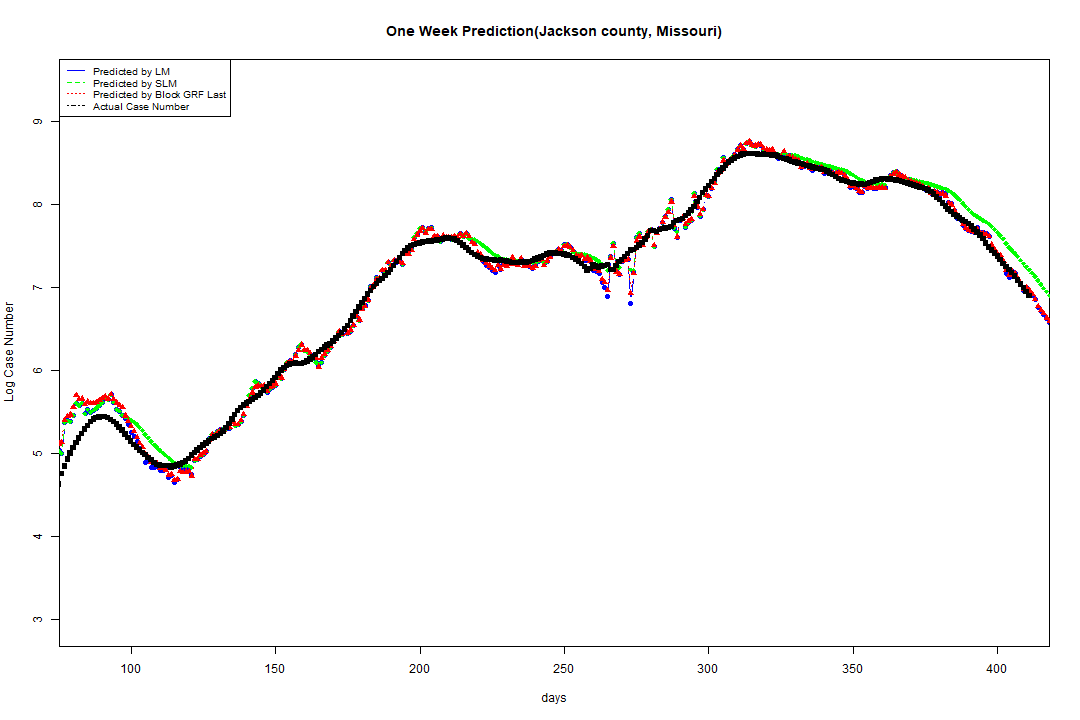 One Week Prediction(Jackson county, Missouri)
Predicted by LM
Predicted by SLM
Predicted by Block GRF Last
Actual Case Number
9
8
7
6
5
4
3
Log Case Number
100 150 200 250 300 350 400
days